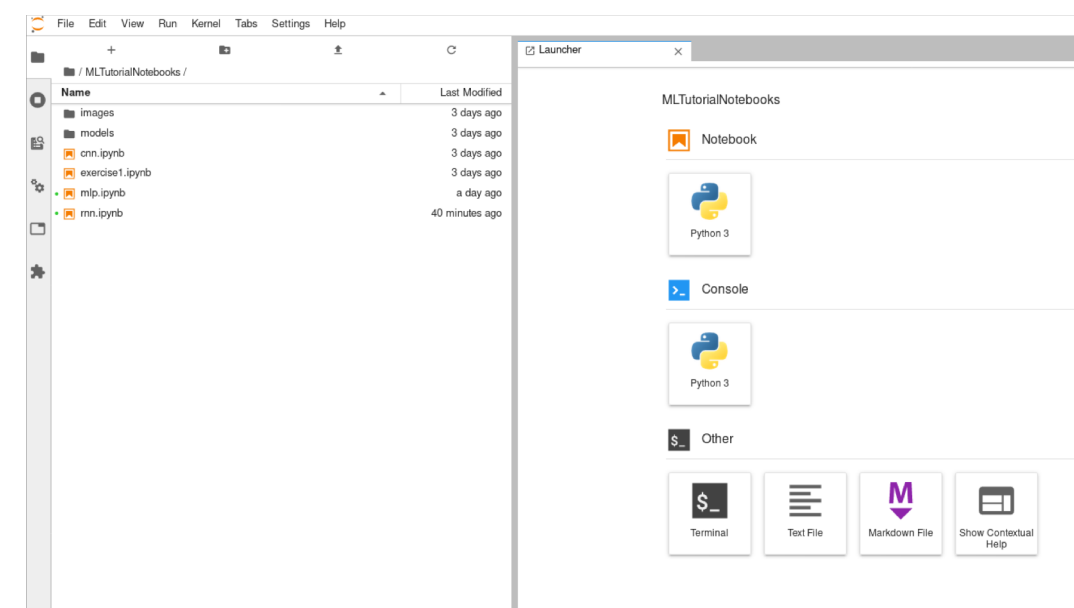 File Edit View Run Kernel Tabs Settings Help
/ MLTutorialNotebooks /
Name Last Modified
images 3 days ago
models 3 days ago
cnn.ipynb 3 days ago
exercise1.ipynb 3 days ago
mlp.ipynb a day ago
rnn.ipynb 40 minutes ago
Launcher
MLTutorialNotebooks
Notebook
Python 3
Console
Python 3
$_ Other
$_
M
Terminal Text File Markdown File Show Contextual
Help